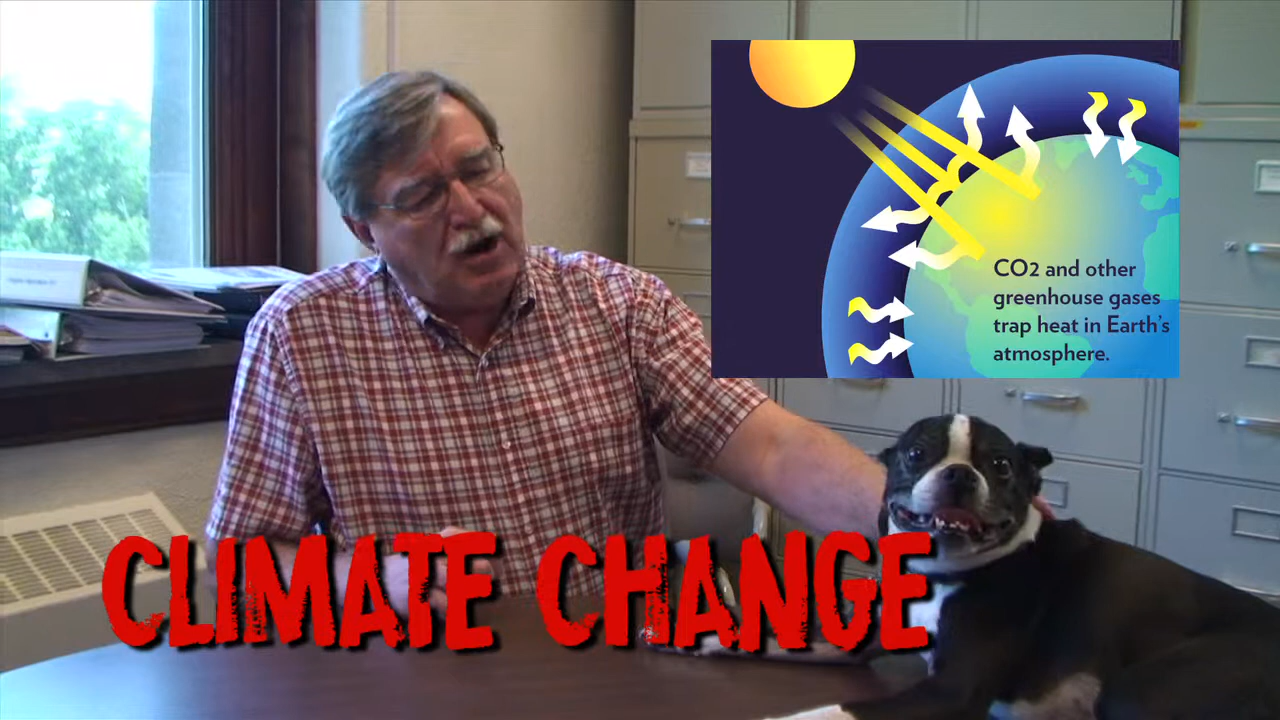 CO2 and other
greenhouse gases
trap heat in Earth's
atmosphere.
CLIMATE CHANGE